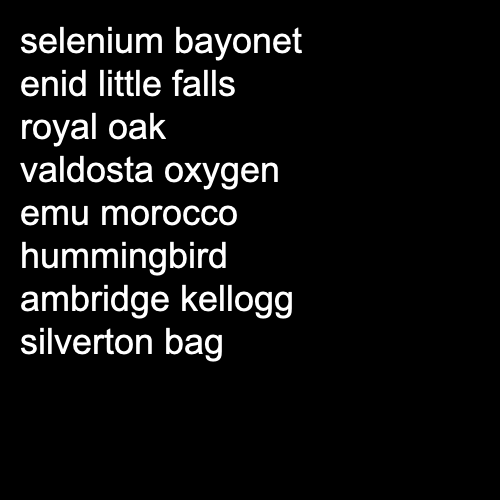 selenium bayonet
enid little falls
royal oak
valdosta oxygen
emu morocco
hummingbird
ambridge kellogg
silverton bag